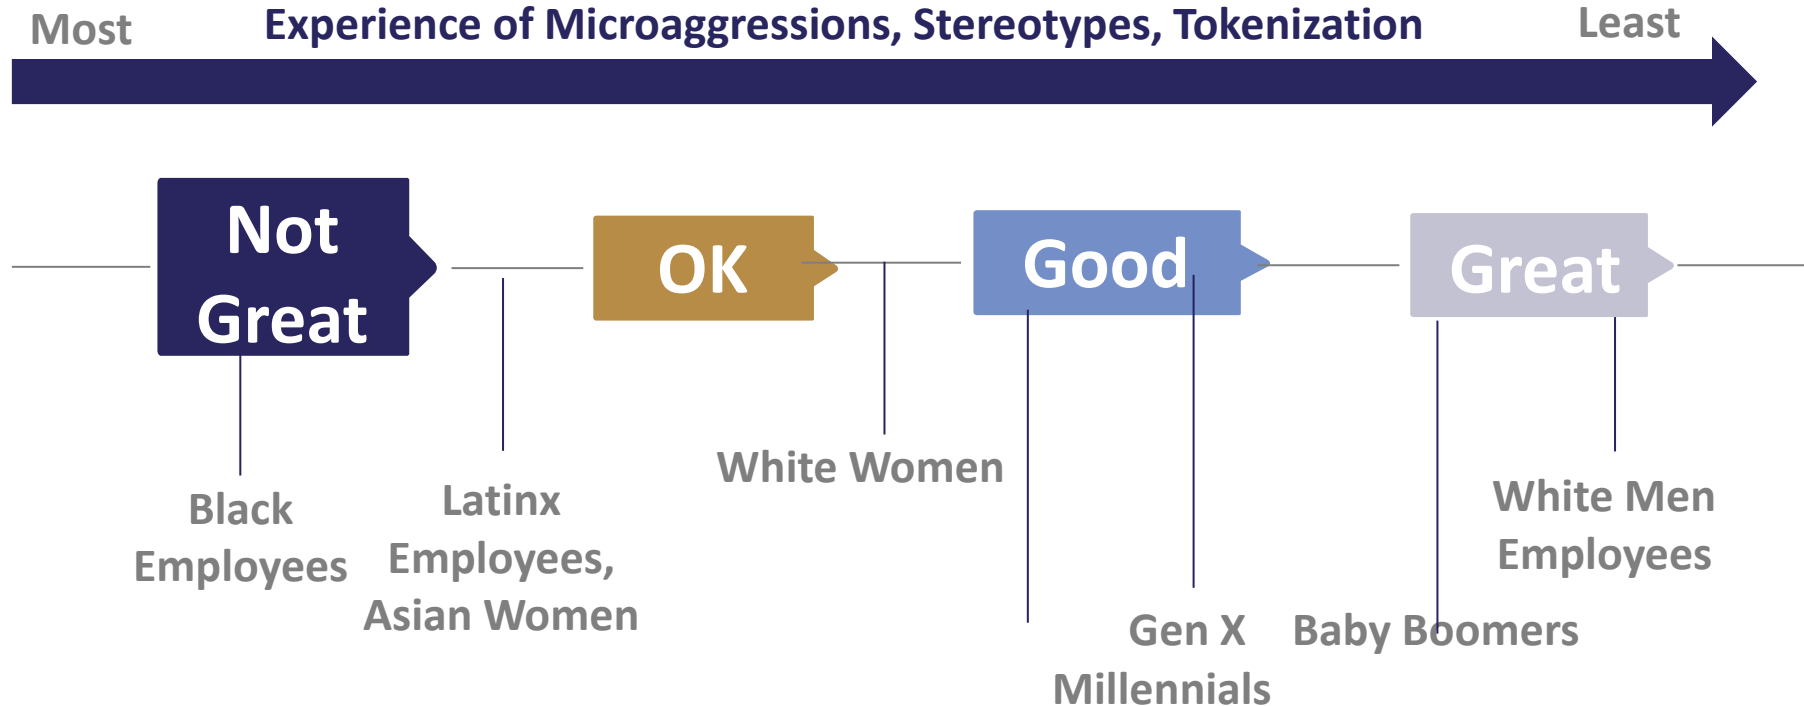 Most
Experience of Microaggressions, Stereotypes, Tokenization
Least
Not
Great
OK
Good
Great
Black
Employees
Latinx
Employees,
Asian Women
White Women
Gen X
Millennials
Baby Boomers
White Men
Employees